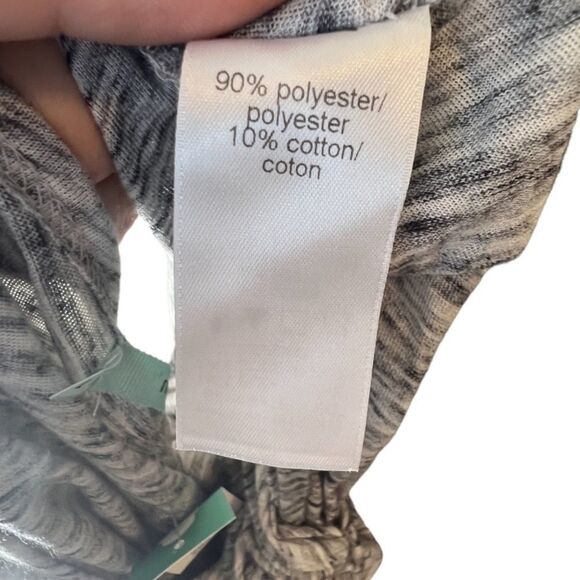 90% polyester/
polyester
10% cotton/
coton